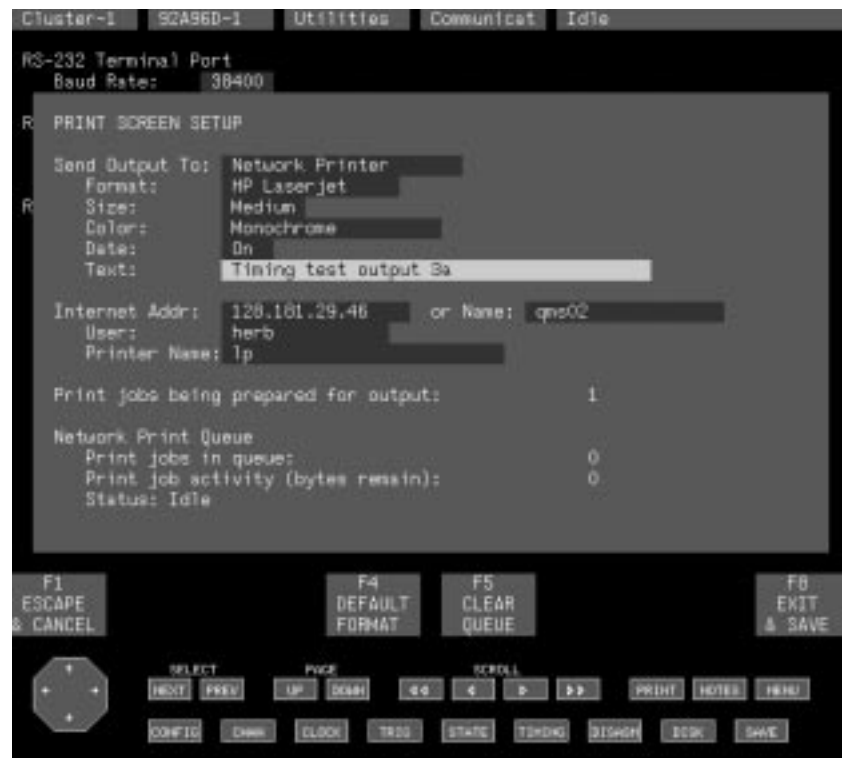 Cluster-1 92A96D-1 Utilities Communicat Idle
RS-232 Terminal Port
Baud Rate: 38400
R PRINT SCREEN SETUP
Send Output To: Network Printer
Format: HP Laserjet
R Size: Medium
Color: Monochrome
Date: On
Text: Timing test output 3a
Internet Addr: 128.181.29.46 or Name: qms02
User: herb
Printer Name: lp
Print jobs being prepared for output: 1
Network Print Queue
Print jobs in queue: 0
Print job activity (bytes remain): 0
Status: Idle
F1 F4 F5 F8
ESCAPE DEFAULT CLEAR EXIT
& CANCEL FORMAT QUEUE & SAVE
SELECT PAGE SCROLL
NEXT PREV UP DOWN PRINT NOTES MENU
CONFIG CHAN CLOCK TRIG STATE TIMING DISASM DISK SAVE